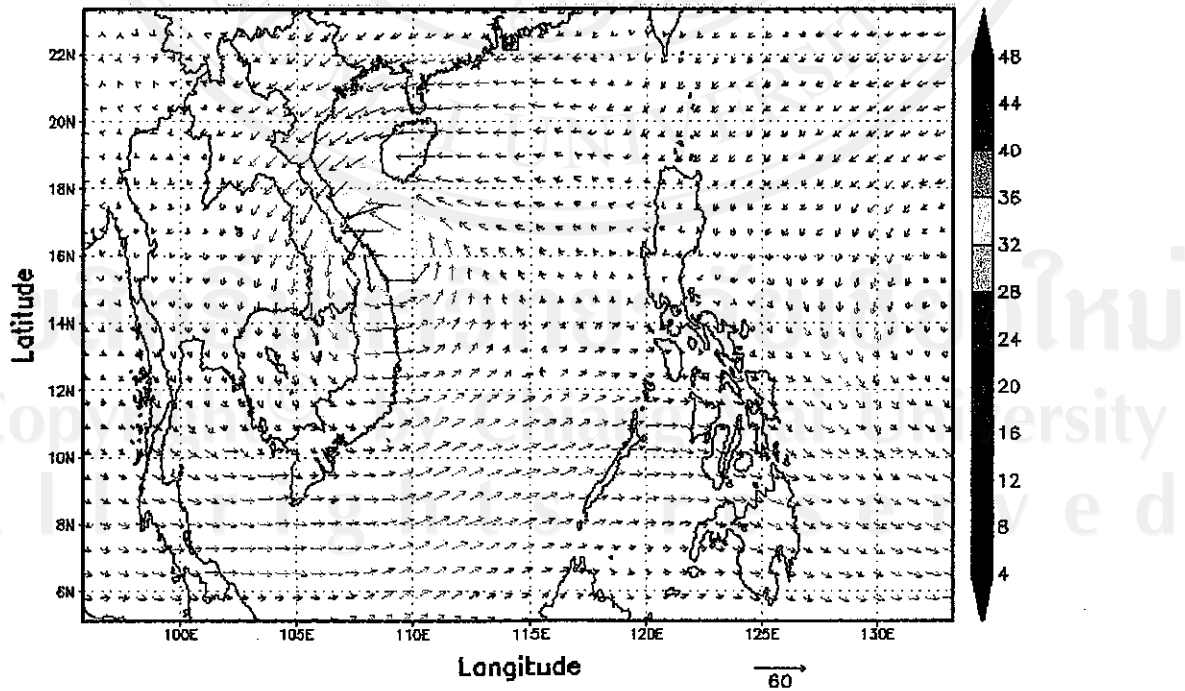 22N
20N
18N
16N
14N
12N
10N
8N
6N
Latitude
100E
105E
110E
115E
120E
125E
130E
Longitude
60
48
44
40
36
32
28
24
20
16
12
8
4
UNIVERSI
Copyright © by Chiang Mai University
All rights reserved